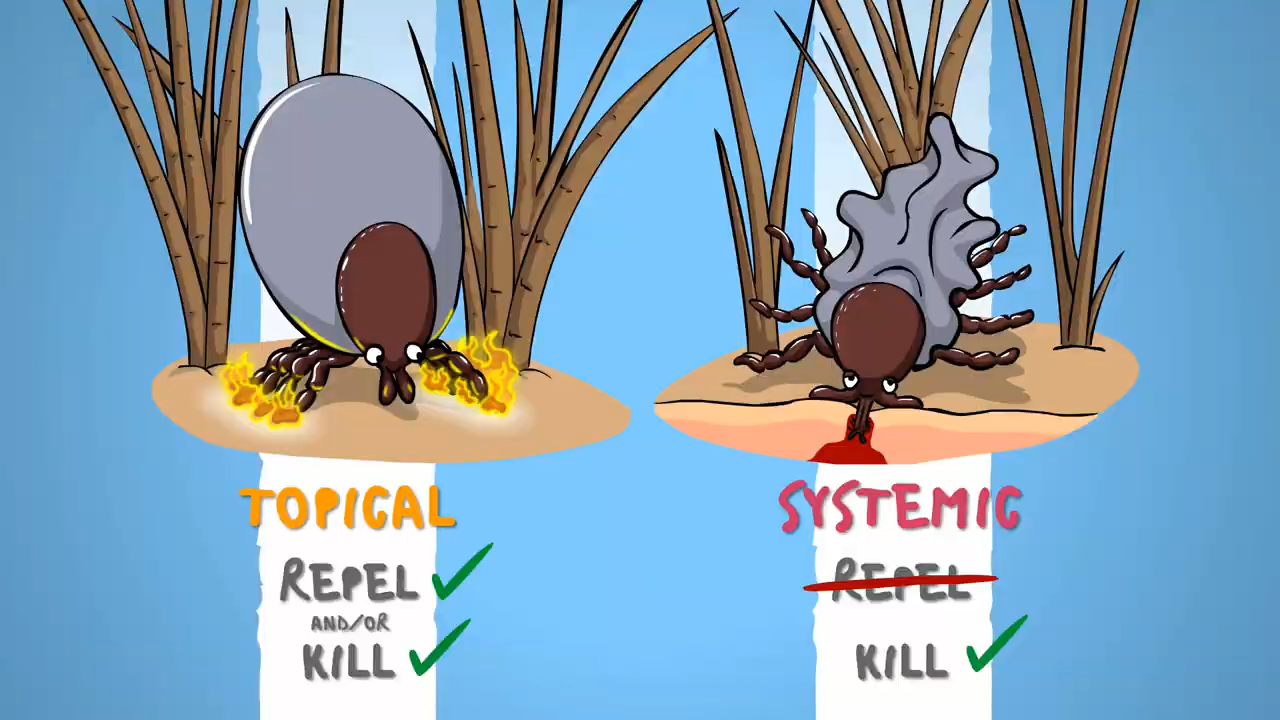 TOPICAL
REPEL
AND/OR
KILL
SYSTEMIC
REPEL
KILL